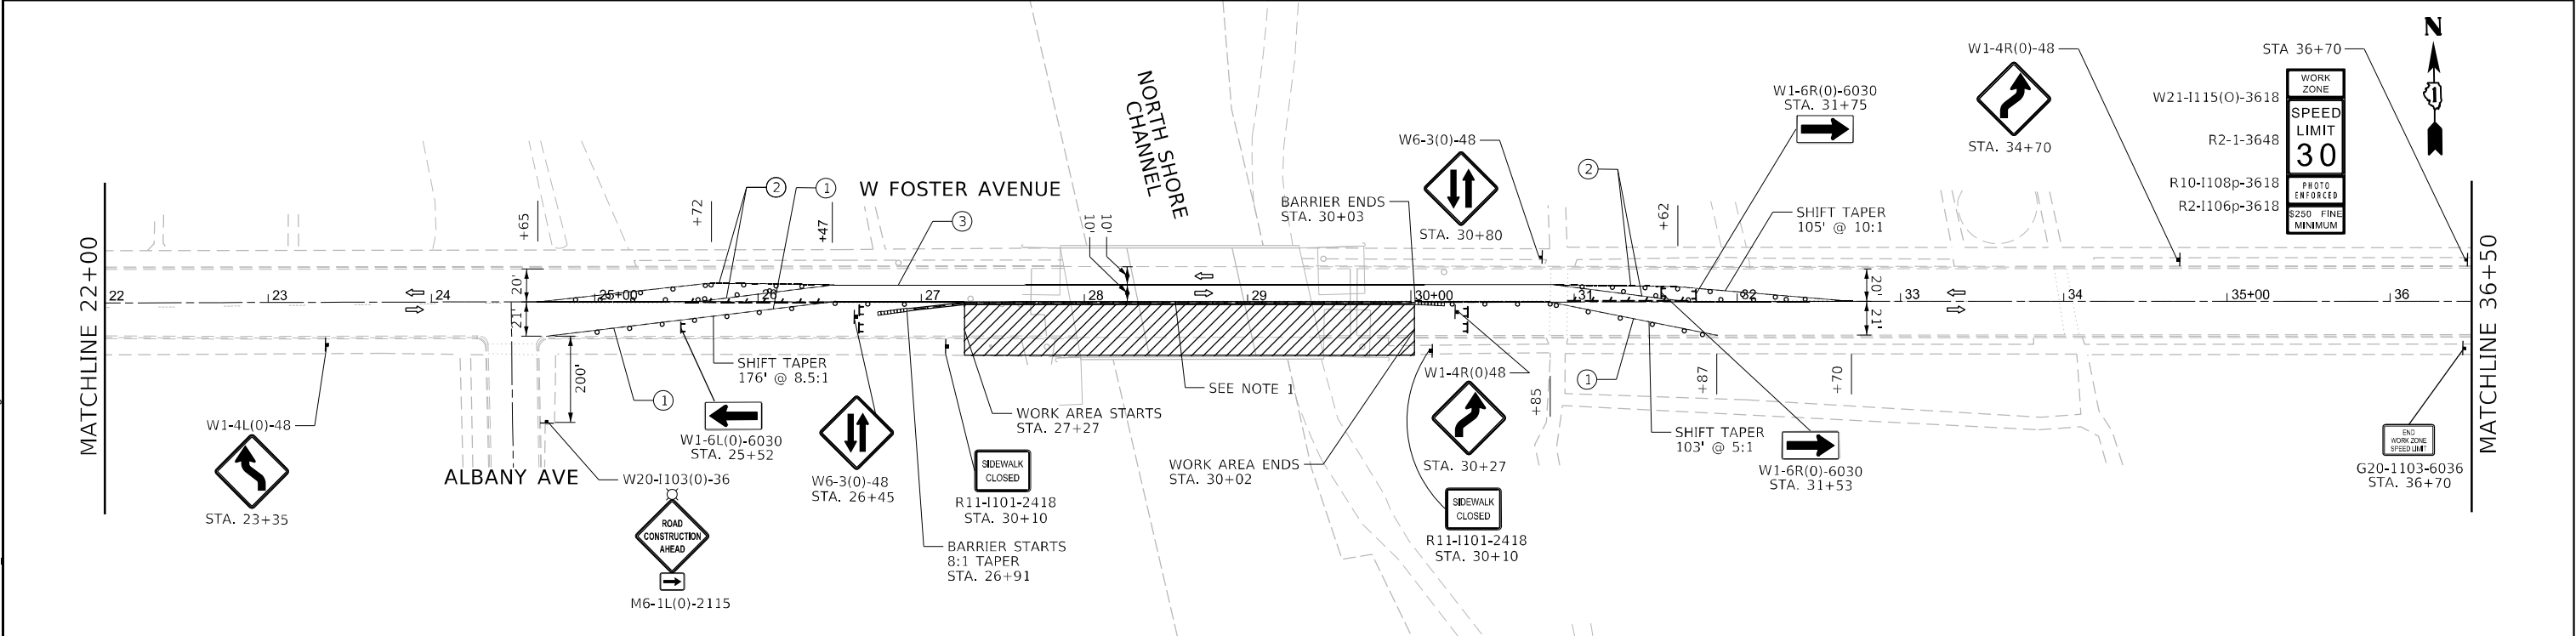 MATCHLINE 22+00
22
23
24
25+00
26
27
28
29
30+00
31
32
33
34
35+00
36
MATCHLINE 36+50
W1-4L(O)-48
STA. 23+35
+65
20'
21'
200'
ALBANY AVE
W20-I103(O)-36
ROAD
CONSTRUCTION
AHEAD
M6-1L(O)-2115
+72
2
1
+47
W FOSTER AVENUE
3
1
SHIFT TAPER
176' @ 8.5:1
W1-6L(O)-6030
STA. 25+52
W6-3(O)-48
STA. 26+45
SIDEWALK
CLOSED
R11-I101-2418
STA. 30+10
BARRIER STARTS
8:1 TAPER
STA. 26+91
WORK AREA STARTS
STA. 27+27
NORTH SHORE
CHANNEL
10'
10'
SEE NOTE 1
WORK AREA ENDS
STA. 30+02
BARRIER ENDS
STA. 30+03
W6-3(O)-48
STA. 30+80
W1-4R(O)48
STA. 30+27
SIDEWALK
CLOSED
R11-I101-2418
STA. 30+10
+85
2
1
+62
+87
+70
SHIFT TAPER
103' @ 5:1
W1-6R(O)-6030
STA. 31+53
W1-6R(O)-6030
STA. 31+75
SHIFT TAPER
105' @ 10:1
20'
21'
W1-4R(O)-48
STA. 34+70
STA 36+70
W21-I115(O)-3618
R2-1-3648
R10-I108p-3618
R2-I106p-3618
WORK
ZONE
SPEED
LIMIT
30
PHOTO
ENFORCED
$250 FINE
MINIMUM
N
1
END
WORK ZONE
SPEED LIMIT
G20-1103-6036
STA. 36+70